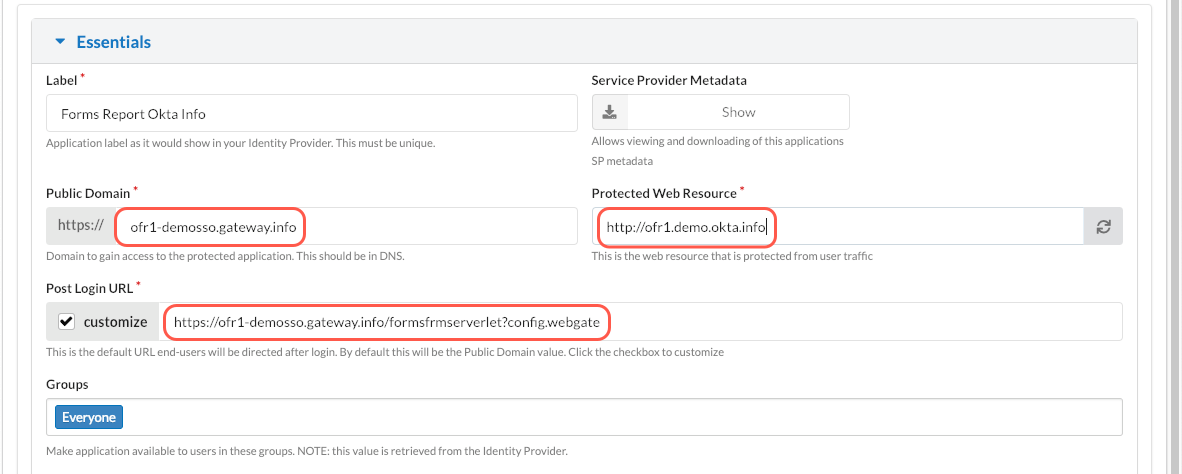 Essentials
Label *
Service Provider Metadata
Forms Report Okta Info
Show
Application label as it would show in your Identity Provider. This must be unique.
Allows viewing and downloading of this applications
SP metadata
Public Domain *
Protected Web Resource *
https://
ofr1-demosso.gateway.info
http://ofr1.demo.okta.info
Domain to gain access to the protected application. This should be in DNS.
This is the web resource that is protected from user traffic
Post Login URL *
customize
https://ofr1-demosso.gateway.info/formsfrmserverlet?config.webgate
This is the default URL end-users will be directed after login. By default this will be the Public Domain value. Click the checkbox to customize
Groups
Everyone
Make application available to users in these groups. NOTE: this value is retrieved from the Identity Provider.